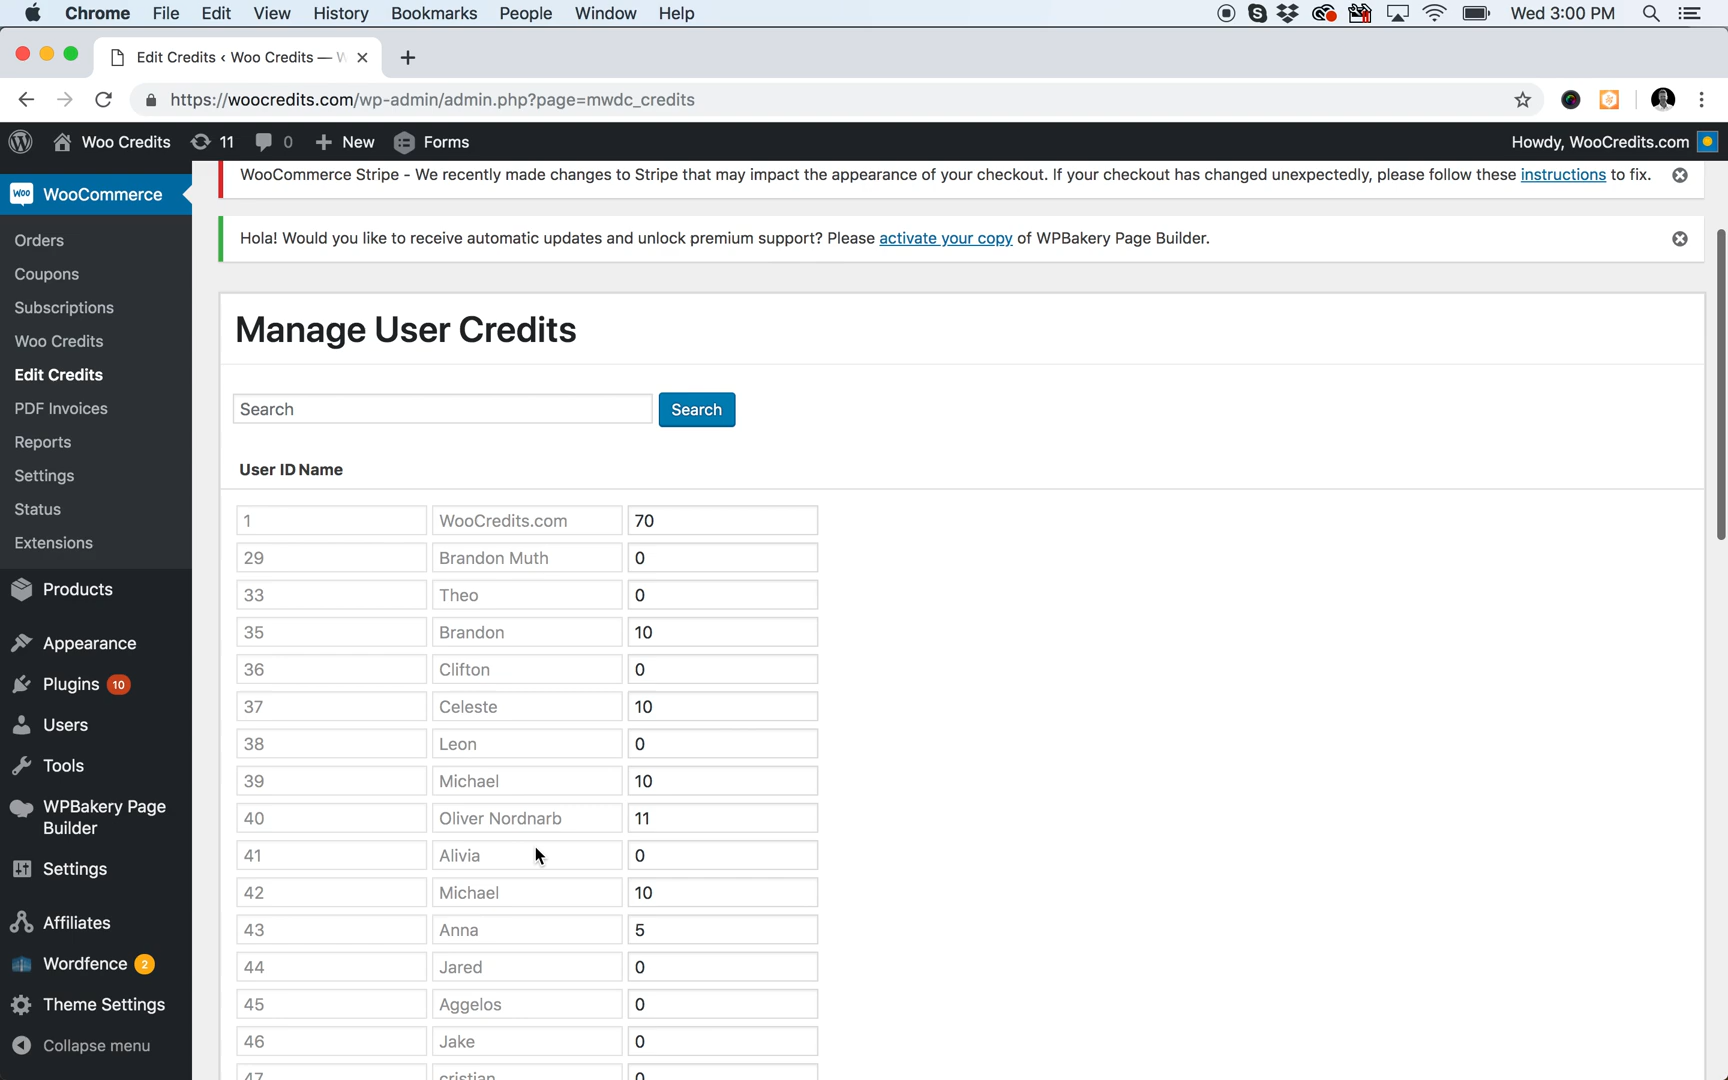 Chrome File Edit View History Bookmarks People Window Help Wed 3:00 PM
Edit Credits ‹ Woo Credits — W
https://woocredits.com/wp-admin/admin.php?page=mwdc_credits
Woo Credits 11 0 New Forms Howdy, WooCredits.com
WooCommerce
Orders
Coupons
Subscriptions
Woo Credits
Edit Credits
PDF Invoices
Reports
Settings
Status
Extensions
Products
Appearance
Plugins 10
Users
Tools
WPBakery Page
Builder
Settings
Affiliates
Wordfence 2
Theme Settings
Collapse menu
WooCommerce Stripe - We recently made changes to Stripe that may impact the appearance of your checkout. If your checkout has changed unexpectedly, please follow these instructions to fix.
Hola! Would you like to receive automatic updates and unlock premium support? Please activate your copy of WPBakery Page Builder.
Manage User Credits
Search Search
User ID Name
1 WooCredits.com 70
29 Brandon Muth 0
33 Theo 0
35 Brandon 10
36 Clifton 0
37 Celeste 10
38 Leon 0
39 Michael 10
40 Oliver Nordnarb 11
41 Alivia 0
42 Michael 10
43 Anna 5
44 Jared 0
45 Aggelos 0
46 Jake 0
47 cristian 0